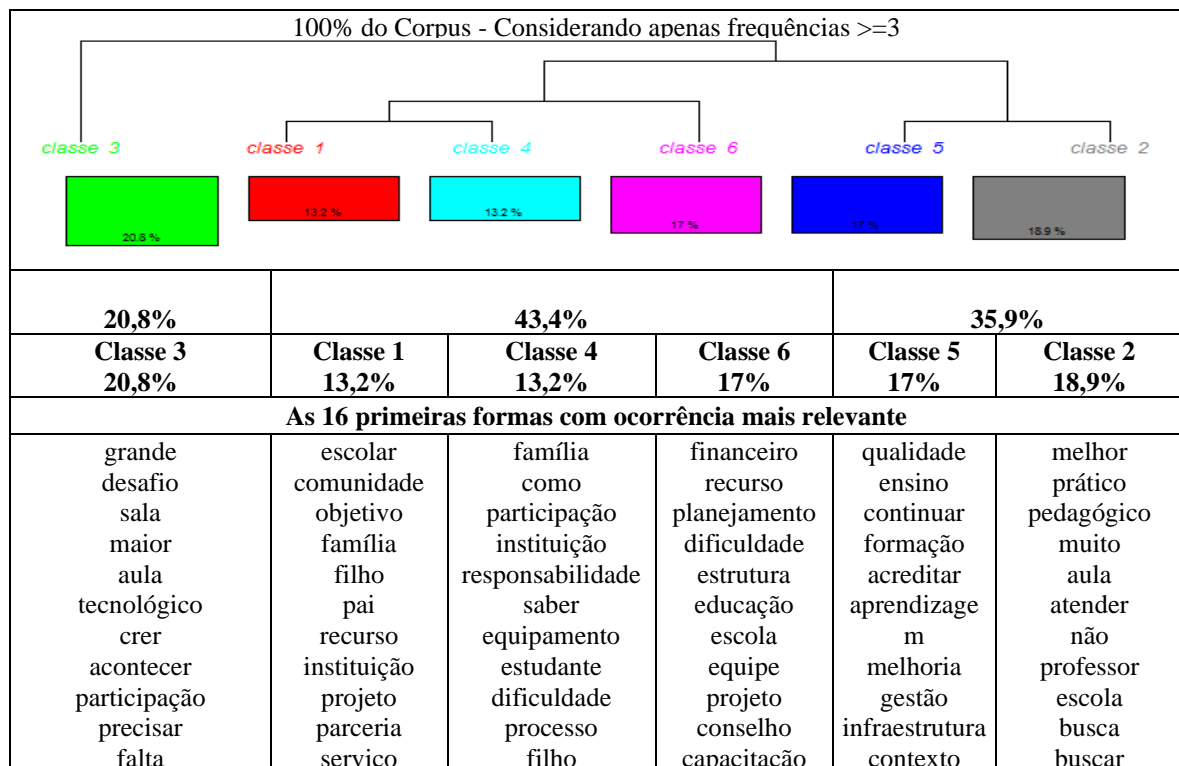 100% do Corpus - Considerando apenas frequências >=3
classe 3 classe 1 classe 4 classe 6 classe 5 classe 2
20.8 % 13.2 % 13.2 % 17 % 17 % 18.9 %
20,8% 43,4% 35,9%
Classe 3 Classe 1 Classe 4 Classe 6 Classe 5 Classe 2
20,8% 13,2% 13,2% 17% 17% 18,9%
As 16 primeiras formas com ocorrência mais relevante
grande escolar família financeiro qualidade melhor
desafio comunidade como recurso ensino prático
sala objetivo participação planejamento continuar pedagógico
maior família instituição dificuldade formação muito
aula filho responsabilidade estrutura acreditar aula
tecnológico pai saber educação aprendizage atender
crer recurso equipamento escola m não
acontecer instituição estudante equipe melhoria professor
participação projeto dificuldade projeto gestão escola
precisar parceria processo conselho infraestrutura busca
falta serviço filho capacitação contexto buscar